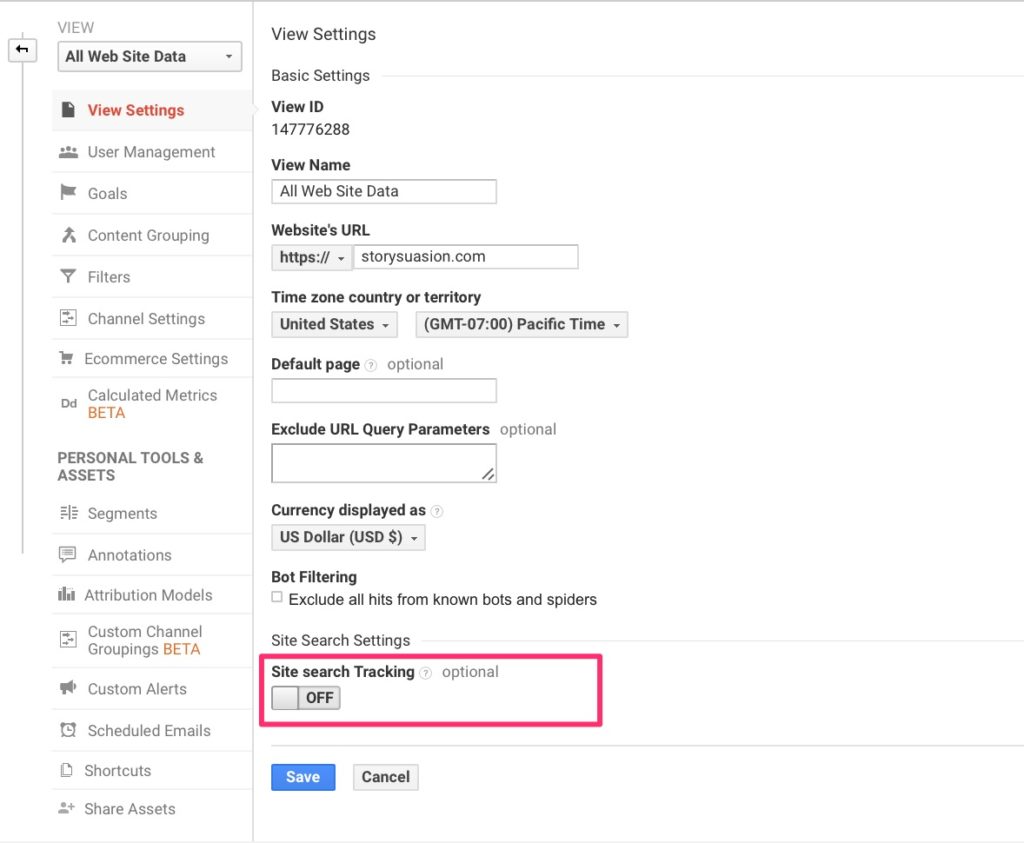 VIEW
All Web Site Data
View Settings
User Management
Goals
Content Grouping
Filters
Channel Settings
Ecommerce Settings
Dd
Calculated Metrics
BETA
PERSONAL TOOLS &
ASSETS
Segments
Annotations
Attribution Models
Custom Channel
Groupings BETA
Custom Alerts
Scheduled Emails
Shortcuts
Share Assets
View Settings
Basic Settings
View ID
147776288
View Name
All Web Site Data
Website's URL
https:// storysuasion.com
Time zone country or territory
United States (GMT-07:00) Pacific Time
Default page ? optional
Exclude URL Query Parameters optional
Currency displayed as ?
US Dollar (USD $)
Bot Filtering
Exclude all hits from known bots and spiders
Site Search Settings
Site search Tracking ? optional
OFF
Save Cancel